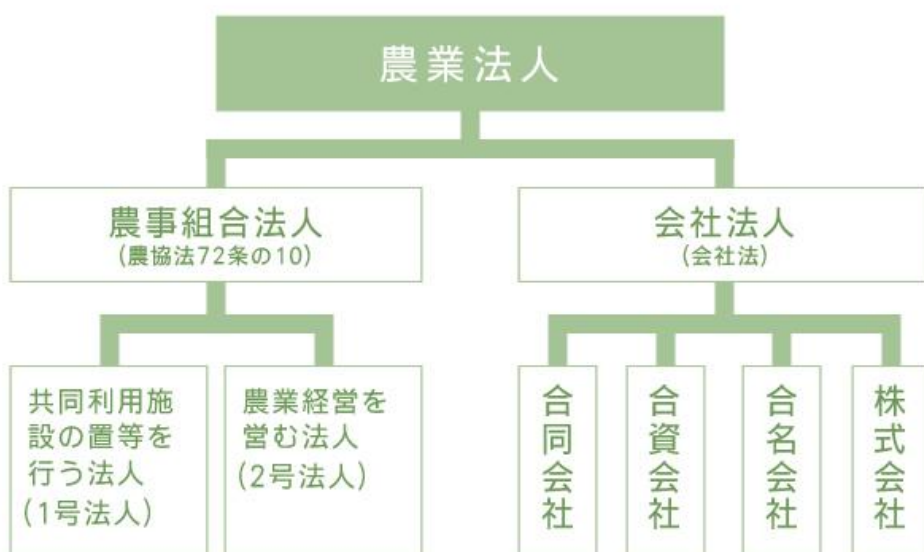 農業法人
農事組合法人
(農協法72条の10)
会社法人
(会社法)
共同利用施
設の置等を
行う法人
(1号法人)
農業経営を
営む法人
(2号法人)
合同会社
合資会社
合名会社
株式会社